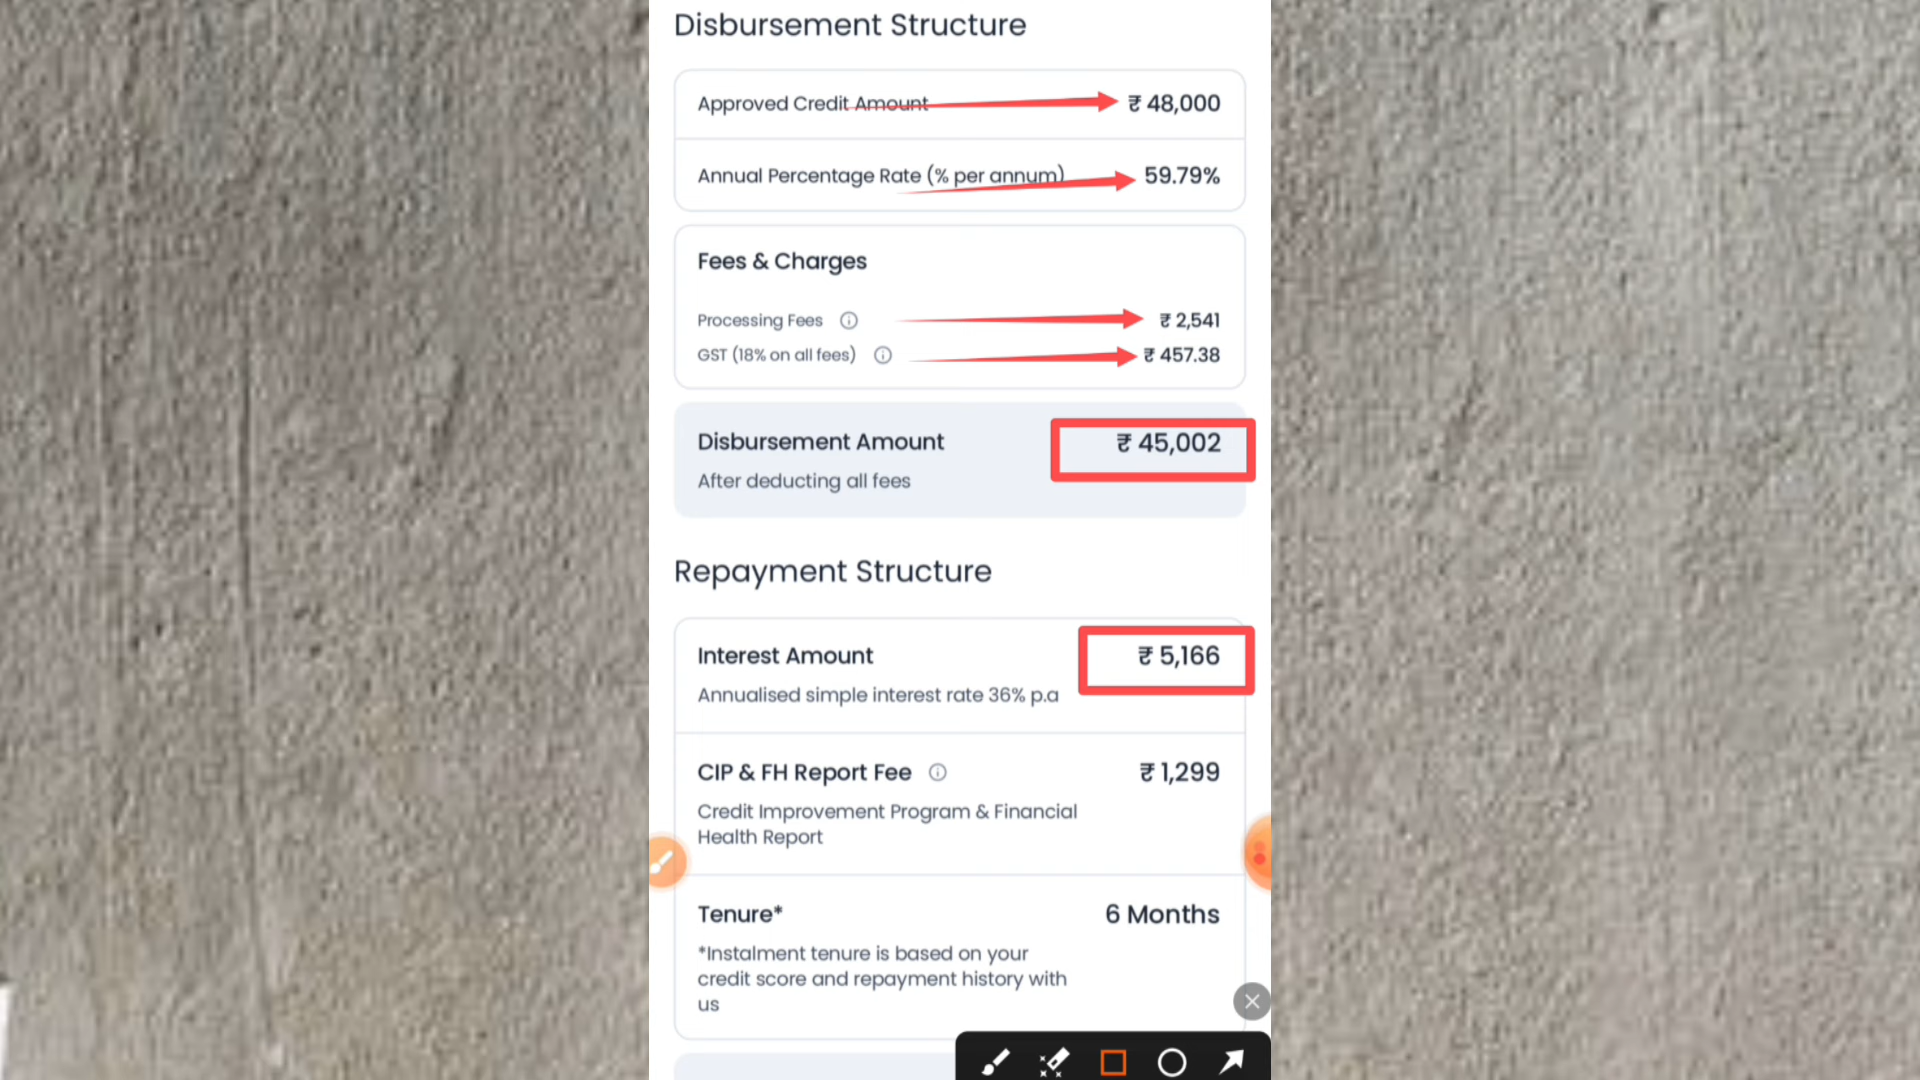 Disbursement Structure
Approved Credit Amount ₹ 48,000
Annual Percentage Rate (% per annum) 59.79%
Fees & Charges
Processing Fees ₹ 2,541
GST (18% on all fees) ₹ 457.38
Disbursement Amount ₹ 45,002
After deducting all fees
Repayment Structure
Interest Amount ₹ 5,166
Annualised simple interest rate 36% p.a
CIP & FH Report Fee ₹ 1,299
Credit Improvement Program & Financial
Health Report
Tenure* 6 Months
*Instalment tenure is based on your
credit score and repayment history with
us